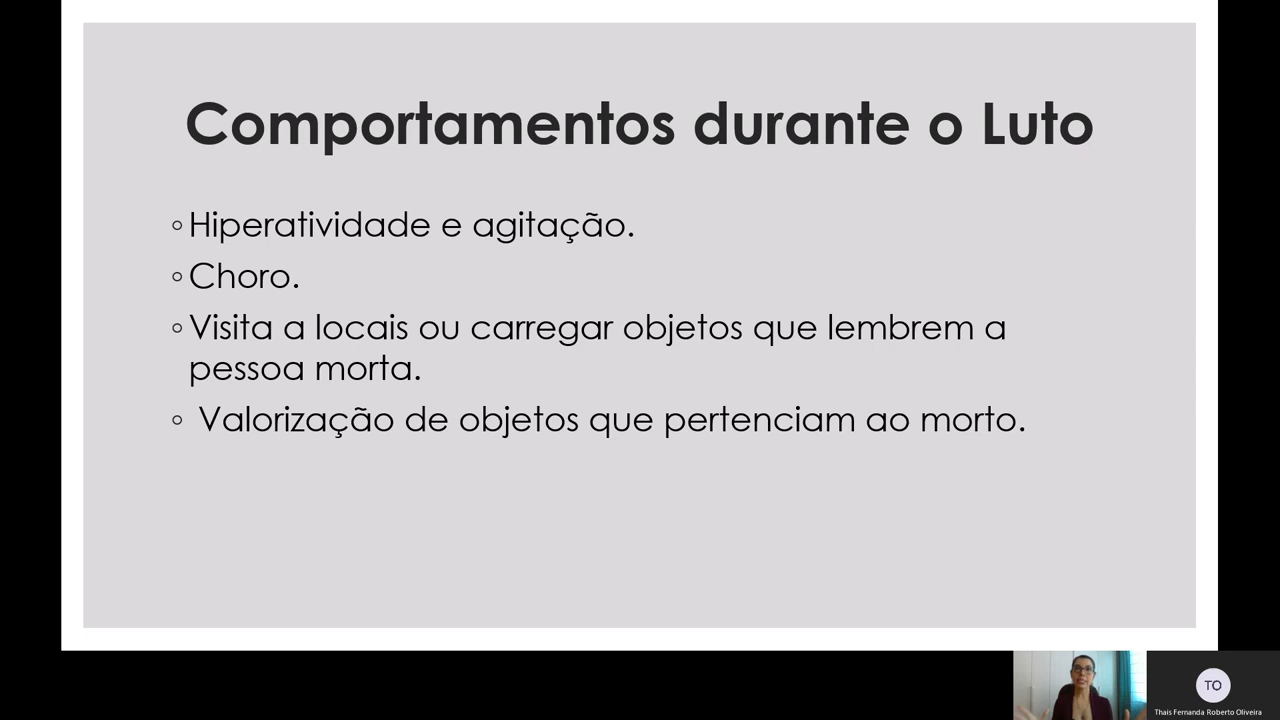 Comportamentos durante o Luto
◦Hiperatividade e agitação.
◦Choro.
◦Visita a locais ou carregar objetos que lembrem a
pessoa morta.
◦ Valorização de objetos que pertenciam ao morto.
TO
Thais Fernanda Roberto Oliveira